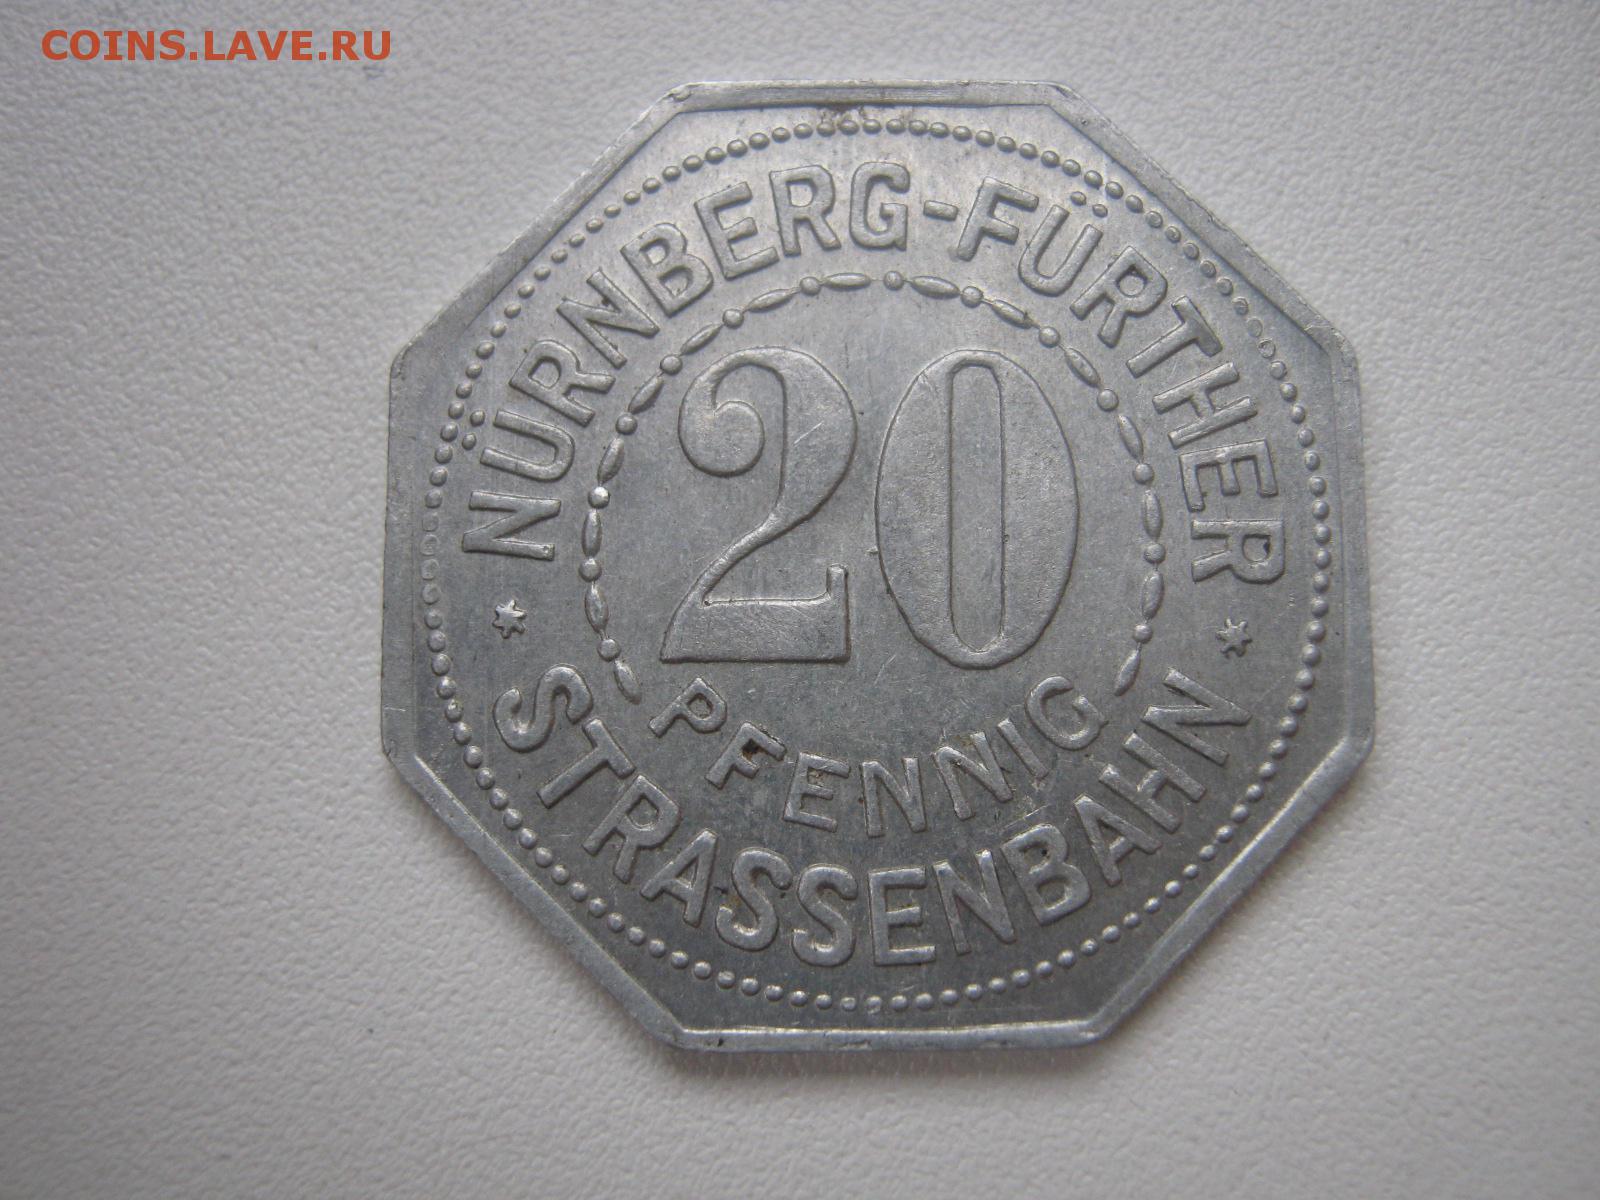 COINS.LAVE.RU
NÜRNBERG-FÜRTHER
20
PFENNIG
STRASSENBAHN